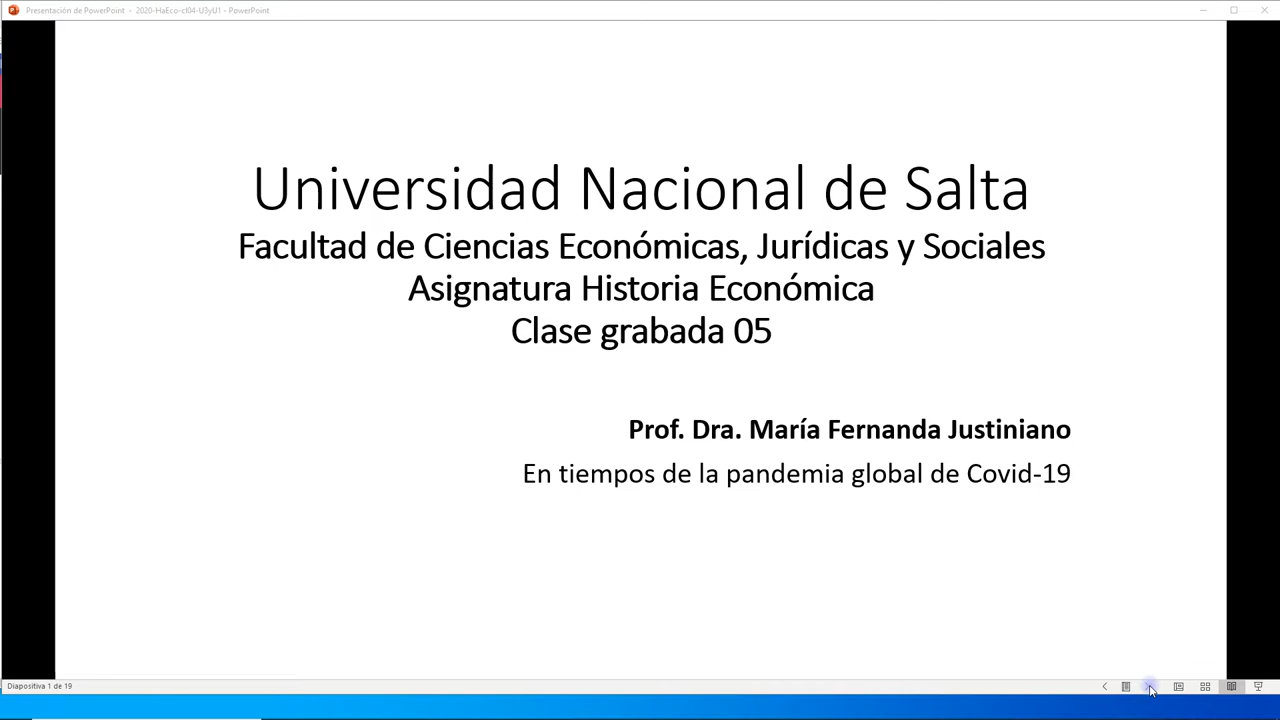 Presentación de PowerPoint - 2020-HaEco-cl04-U3yU1 - PowerPoint
Universidad Nacional de Salta
Facultad de Ciencias Económicas, Jurídicas y Sociales
Asignatura Historia Económica
Clase grabada 05
Prof. Dra. María Fernanda Justiniano
En tiempos de la pandemia global de Covid-19
Diapositiva 1 de 19